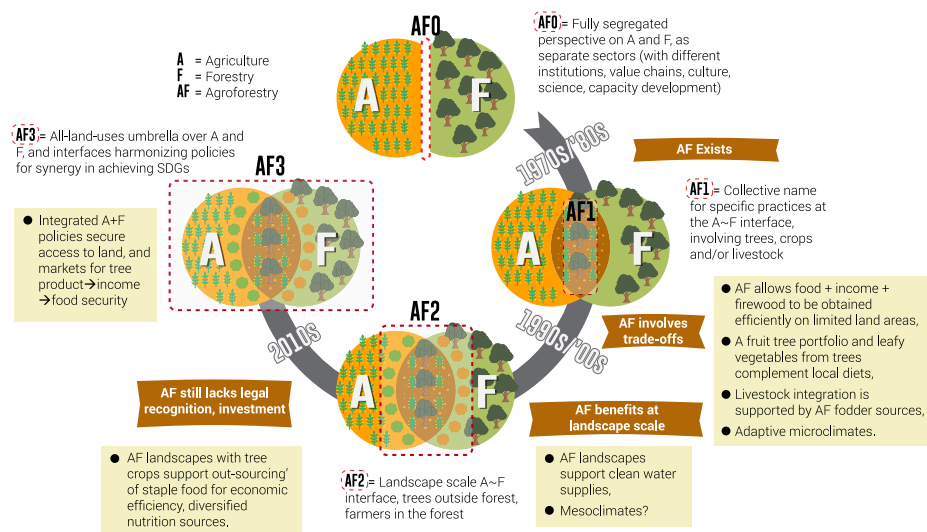 AF0
A = Agriculture
F = Forestry
AF = Agroforestry
A
F
AF0 = Fully segregated
perspective on A and F, as
separate sectors (with different
institutions, value chains, culture,
science, capacity development)
1970s/'80s
AF Exists
AF1
A
F
AF1 = Collective name
for specific practices at
the A~F interface,
involving trees, crops
and/or livestock
● AF allows food + income +
firewood to be obtained
efficiently on limited land areas,
● A fruit tree portfolio and leafy
vegetables from trees
complement local diets,
● Livestock integration is
supported by AF fodder sources,
● Adaptive microclimates.
1990s/'00s
AF involves
trade-offs
AF2
A
F
AF benefits at
landscape scale
● AF landscapes
support clean water
supplies,
● Mesoclimates?
AF2 = Landscape scale A~F
interface, trees outside forest,
farmers in the forest
2010s
AF still lacks legal
recognition, investment
● AF landscapes with tree
crops support out-sourcing'
of staple food for economic
efficiency, diversified
nutrition sources.
AF3 = All-land-uses umbrella over A and
F, and interfaces harmonizing policies
for synergy in achieving SDGs
AF3
A
F
● Integrated A+F
policies secure
access to land, and
markets for tree
product→income
→food security